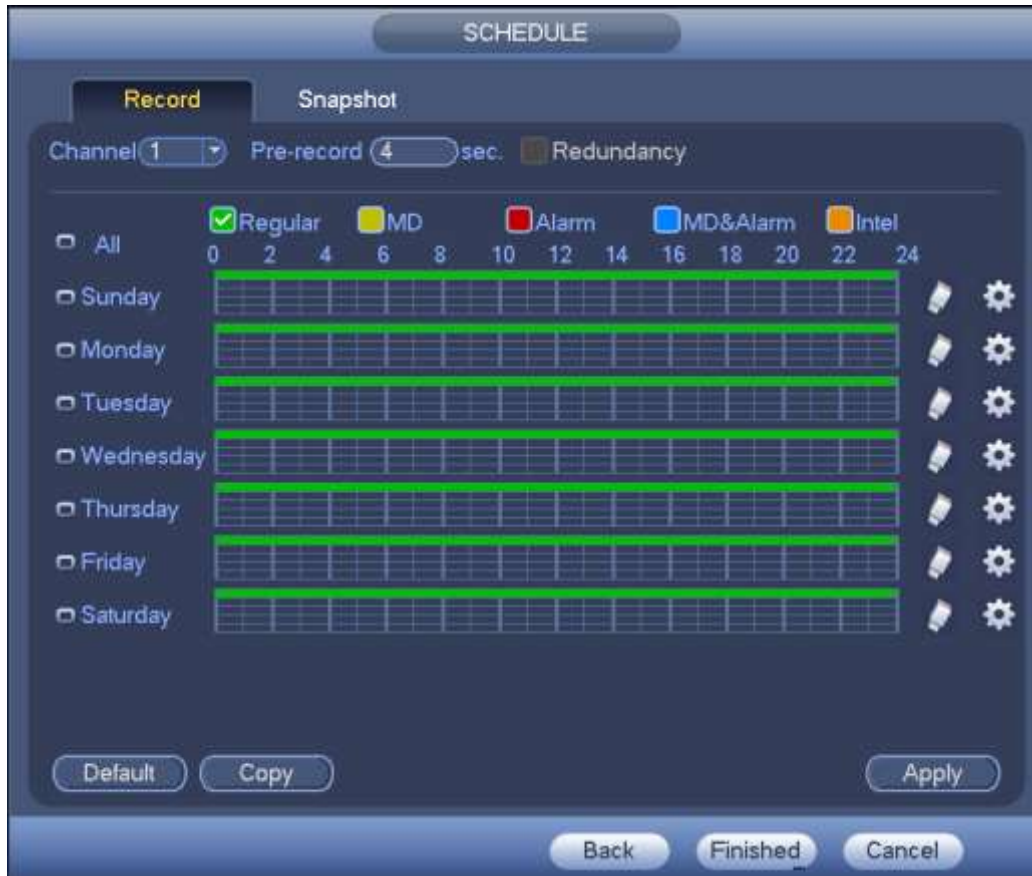 SCHEDULE
Record Snapshot
Channel 1 Pre-record 4 sec. Redundancy
Regular MD Alarm MD&Alarm Intel
All 0 2 4 6 8 10 12 14 16 18 20 22 24
Sunday
Monday
Tuesday
Wednesday
Thursday
Friday
Saturday
Default Copy Apply
Back Finished Cancel